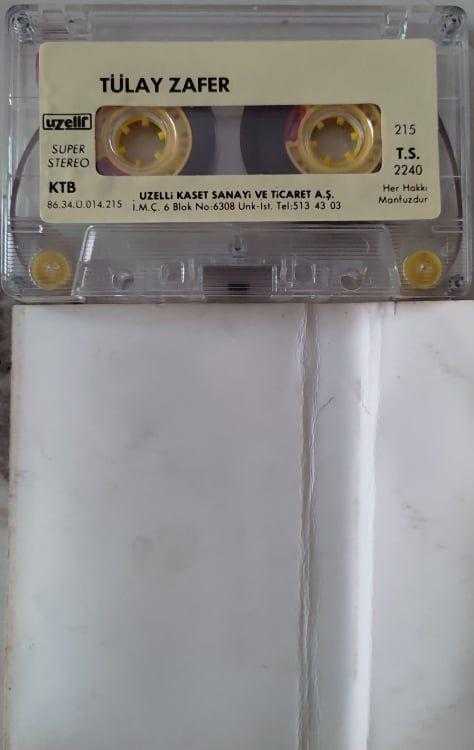 TÜLAY ZAFER
uzelli
SUPER
STEREO
KTB
86.34.Ü.014.215
UZELLİ KASET SANAYİ VE TİCARET A.Ş.
İ.M.Ç. 6 Blok No:6308 Unk-İst. Tel:513 43 03
215
T.S.
2240
Her Hakkı
Mahfuzdur